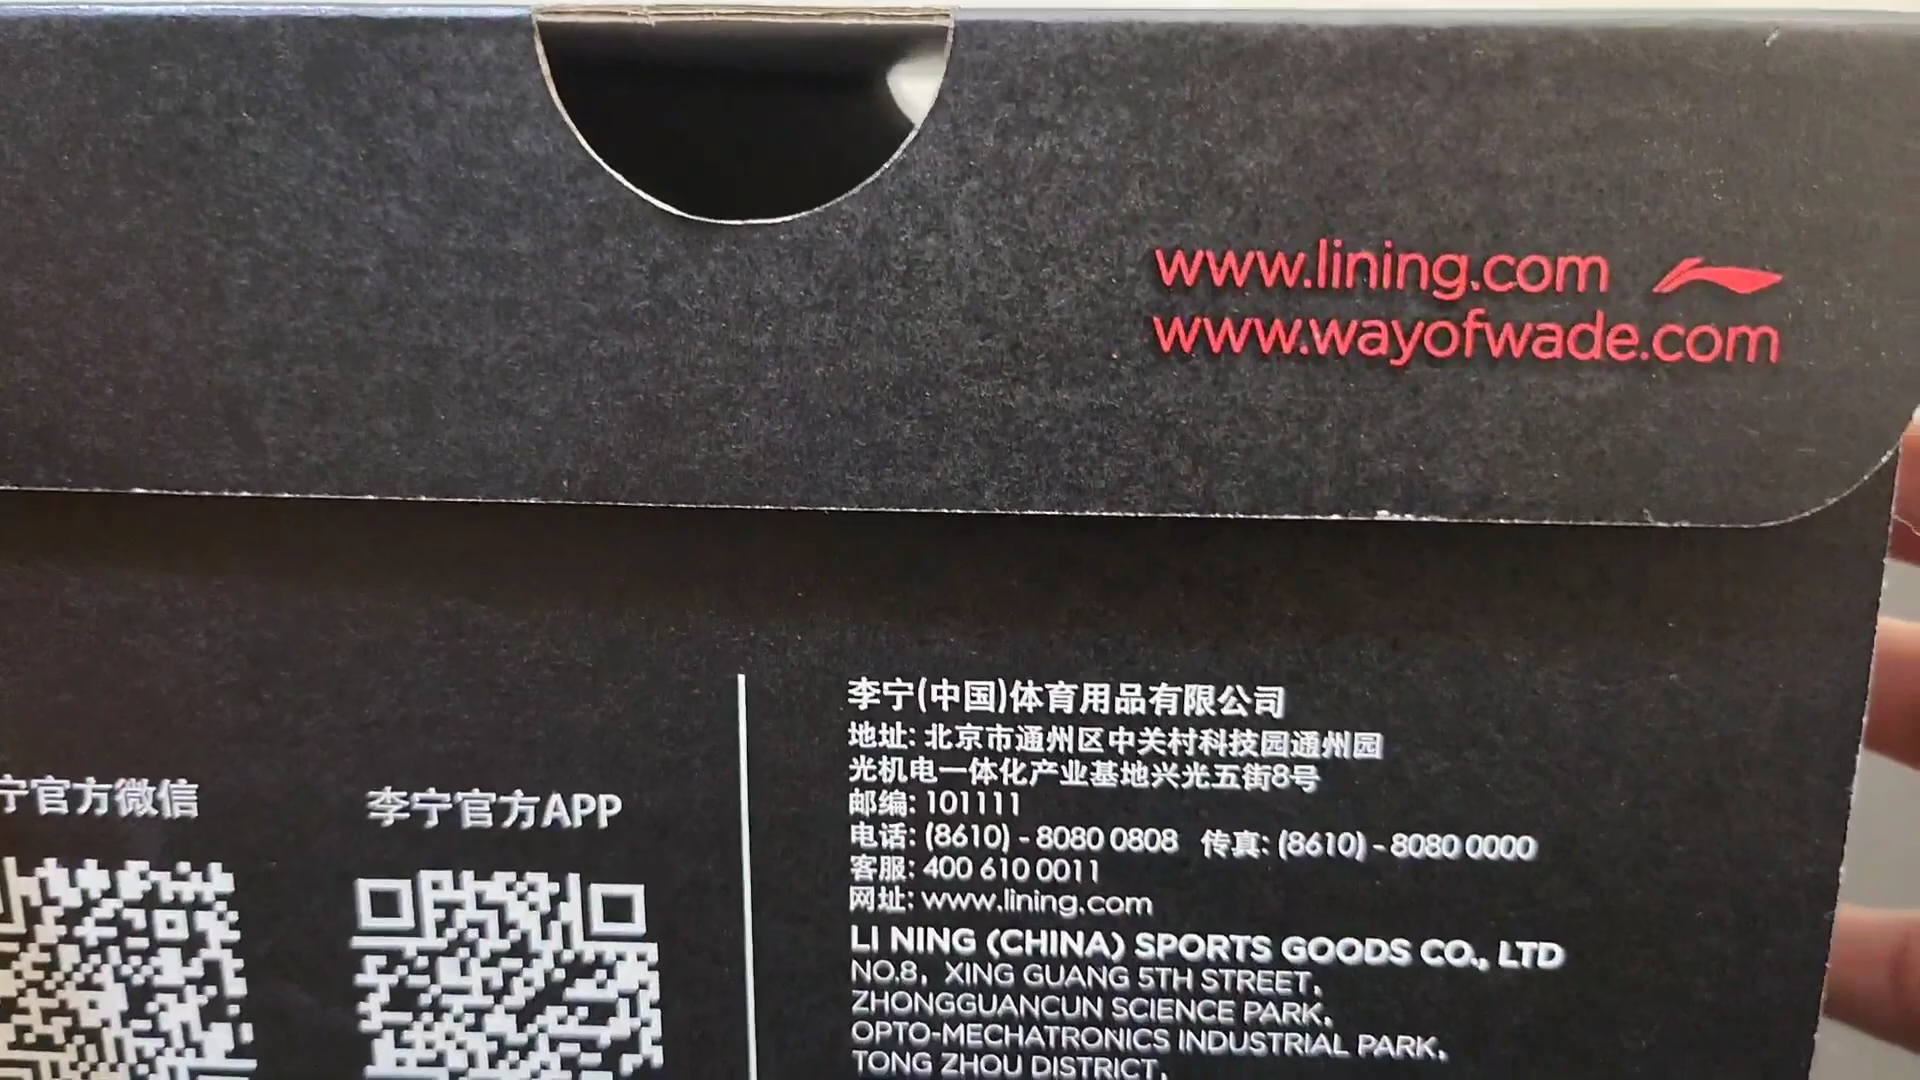 www.lining.com
www.wayofwade.com
宁官方微信
李宁官方APP
李宁(中国)体育用品有限公司
地址: 北京市通州区中关村科技园通州园
光机电一体化产业基地兴光五街8号
邮编: 101111
电话: (8610) - 8080 0808 传真: (8610) - 8080 0000
客服: 400 610 0011
网址: www.lining.com
LI NING (CHINA) SPORTS GOODS CO., LTD
NO.8, XING GUANG 5TH STREET,
ZHONGGUANCUN SCIENCE PARK,
OPTO-MECHATRONICS INDUSTRIAL PARK,
TONG ZHOU DISTRICT,